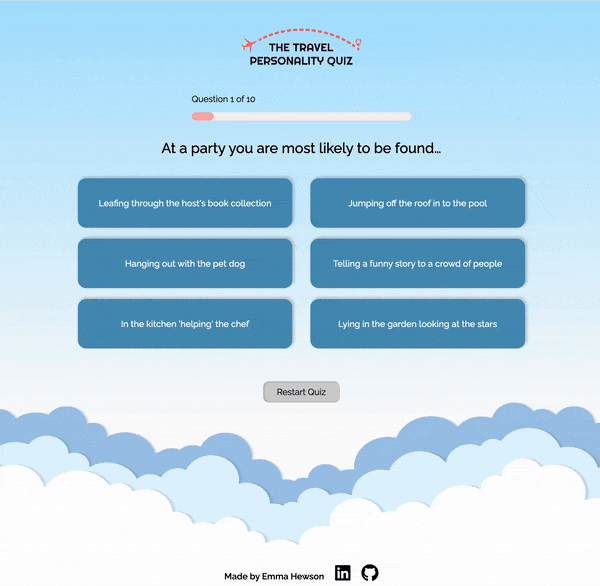 THE TRAVEL
PERSONALITY QUIZ
Question 1 of 10
At a party you are most likely to be found...
Leafing through the host's book collection
Jumping off the roof in to the pool
Hanging out with the pet dog
Telling a funny story to a crowd of people
In the kitchen 'helping' the chef
Lying in the garden looking at the stars
Restart Quiz
Made by Emma Hewson